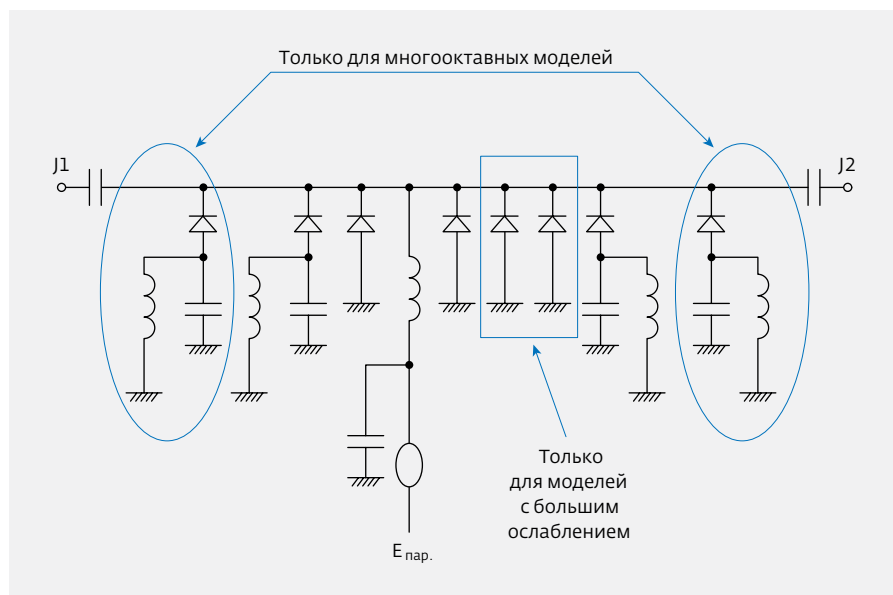 Только для многооктавных моделей
J1
J2
Только
для моделей
с большим
ослаблением
E пар.